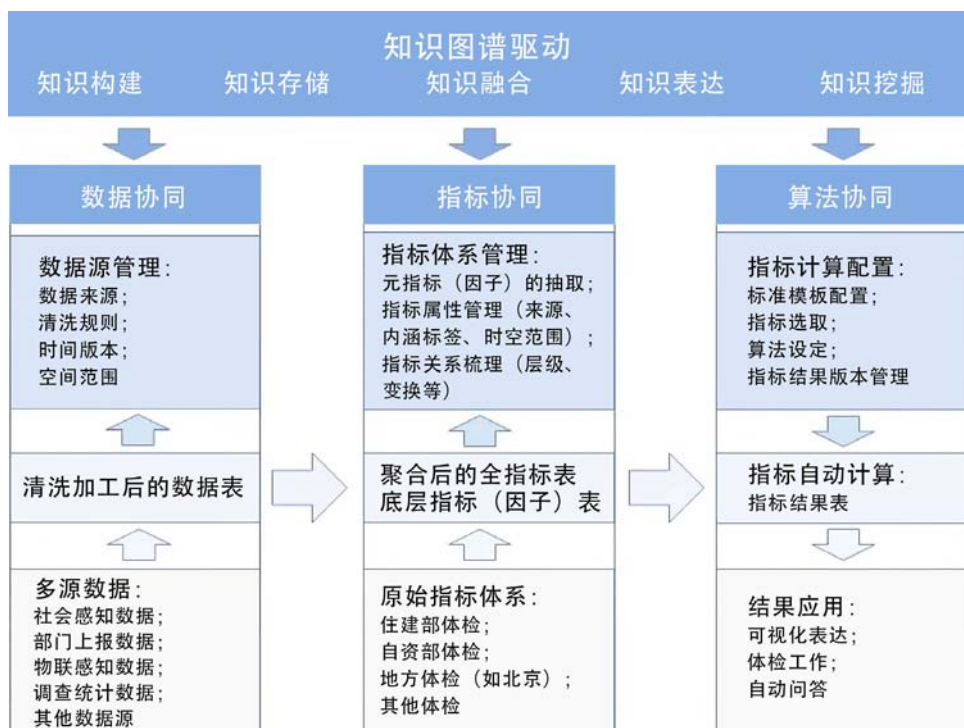 知识图谱驱动
知识构建 知识存储 知识融合 知识表达 知识挖掘
数据协同
数据源管理:
数据来源;
清洗规则;
时间版本;
空间范围
清洗加工后的数据表
多源数据:
社会感知数据;
部门上报数据;
物联感知数据;
调查统计数据;
其他数据源
指标协同
指标体系管理:
元指标（因子）的抽取;
指标属性管理（来源、
内涵标签、时空范围）;
指标关系梳理（层级、
变换等）
聚合后的全指标表
底层指标（因子）表
原始指标体系:
住建部体检;
自资部体检;
地方体检（如北京）;
其他体检
算法协同
指标计算配置:
标准模板配置;
指标选取;
算法设定;
指标结果版本管理
指标自动计算:
指标结果表
结果应用:
可视化表达;
体检工作;
自动问答